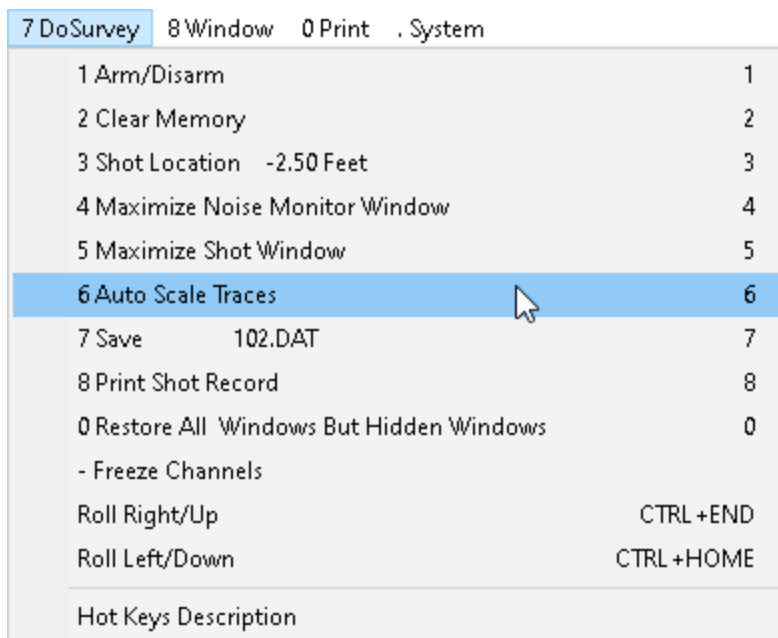 7 DoSurvey 8 Window 0 Print . System
1 Arm/Disarm 1
2 Clear Memory 2
3 Shot Location -2.50 Feet 3
4 Maximize Noise Monitor Window 4
5 Maximize Shot Window 5
6 Auto Scale Traces 6
7 Save 102.DAT 7
8 Print Shot Record 8
0 Restore All Windows But Hidden Windows 0
- Freeze Channels
Roll Right/Up CTRL+END
Roll Left/Down CTRL+HOME
Hot Keys Description